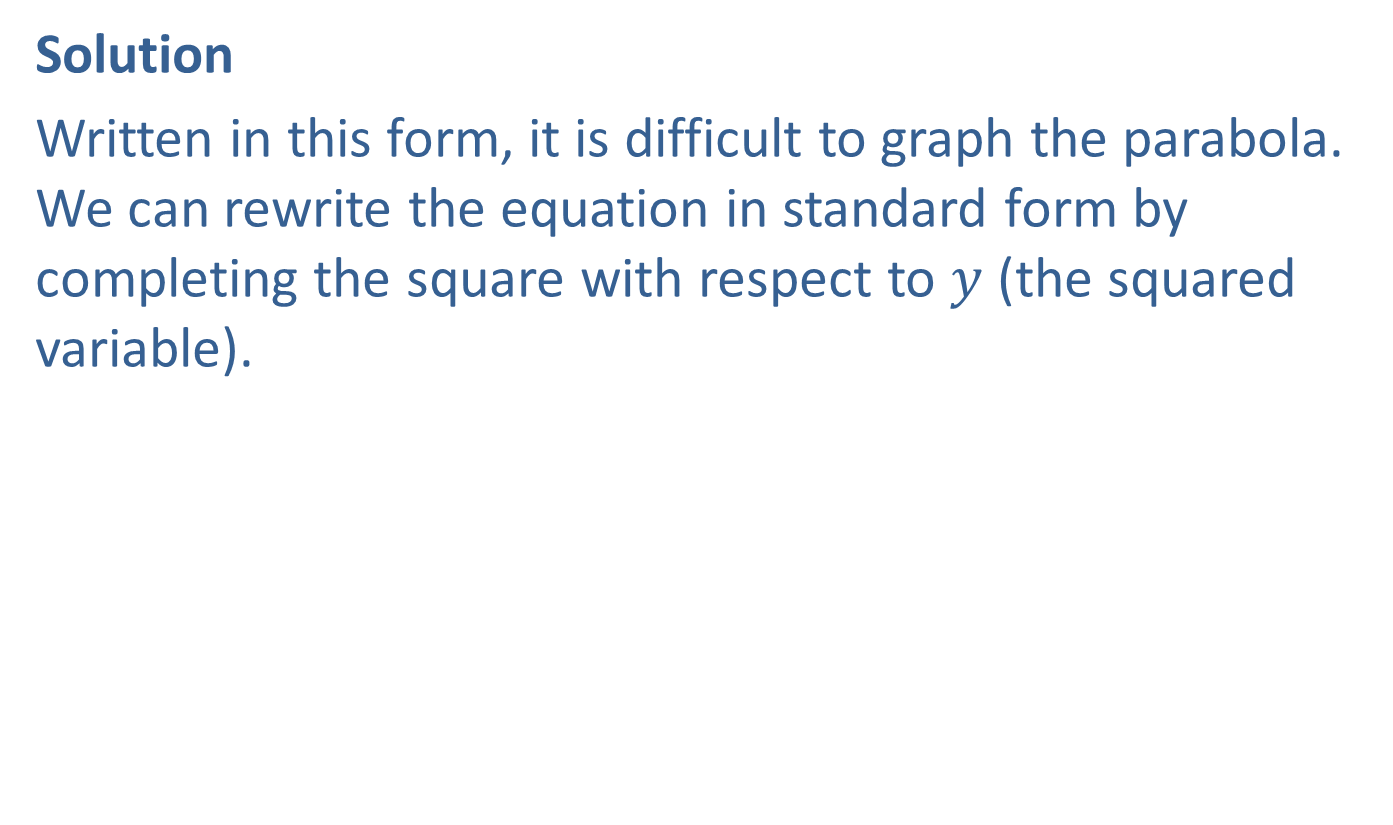 Solution
Written in this form, it is difficult to graph the parabola.
We can rewrite the equation in standard form by
completing the square with respect to y (the squared
variable).